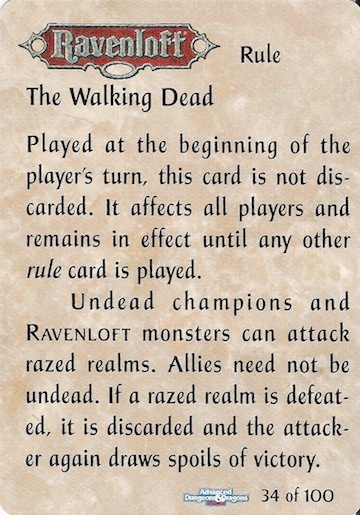 Ravenloft
Rule
The Walking Dead
Played at the beginning of the
player's turn, this card is not dis-
carded. It affects all players and
remains in effect until any other
rule card is played.
Undead champions and
RAVENLOFT monsters can attack
razed realms. Allies need not be
undead. If a razed realm is defeat-
ed, it is discarded and the attack-
er again draws spoils of victory.
Advanced
Dungeons & Dragons
34 of 100